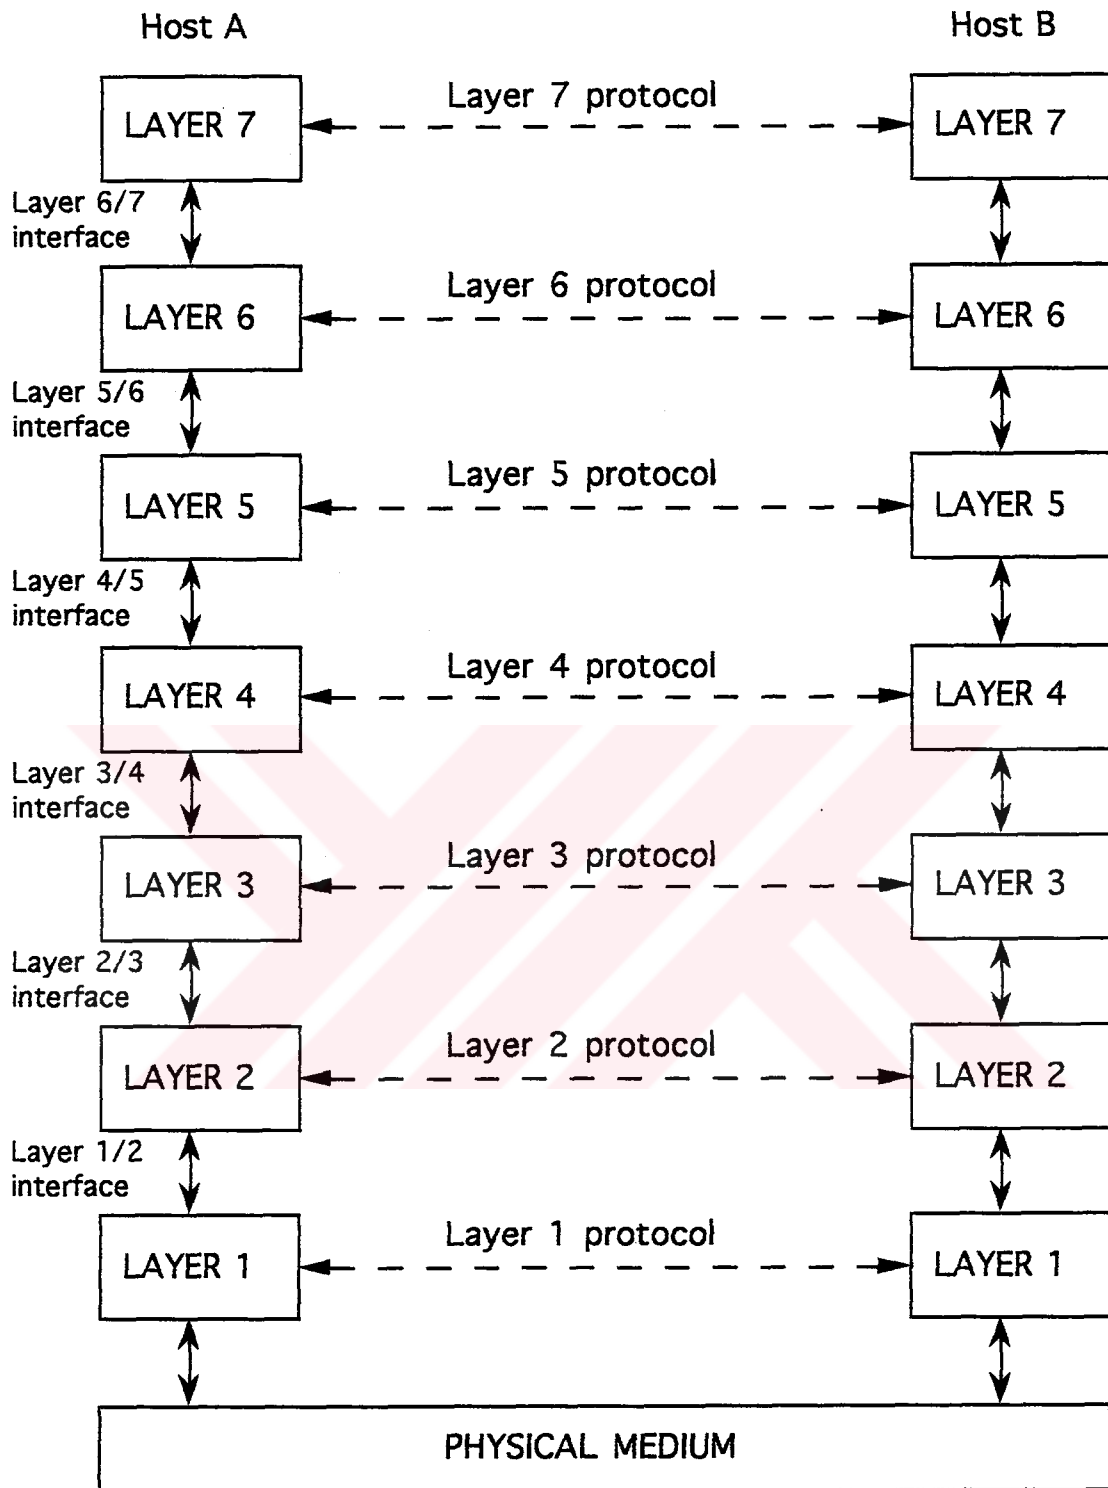 Host A
Host B
LAYER 7
Layer 7 protocol
LAYER 7
Layer 6/7
interface
LAYER 6
Layer 6 protocol
LAYER 6
Layer 5/6
interface
LAYER 5
Layer 5 protocol
LAYER 5
Layer 4/5
interface
LAYER 4
Layer 4 protocol
LAYER 4
Layer 3/4
interface
LAYER 3
Layer 3 protocol
LAYER 3
Layer 2/3
interface
LAYER 2
Layer 2 protocol
LAYER 2
Layer 1/2
interface
LAYER 1
Layer 1 protocol
LAYER 1
PHYSICAL MEDIUM